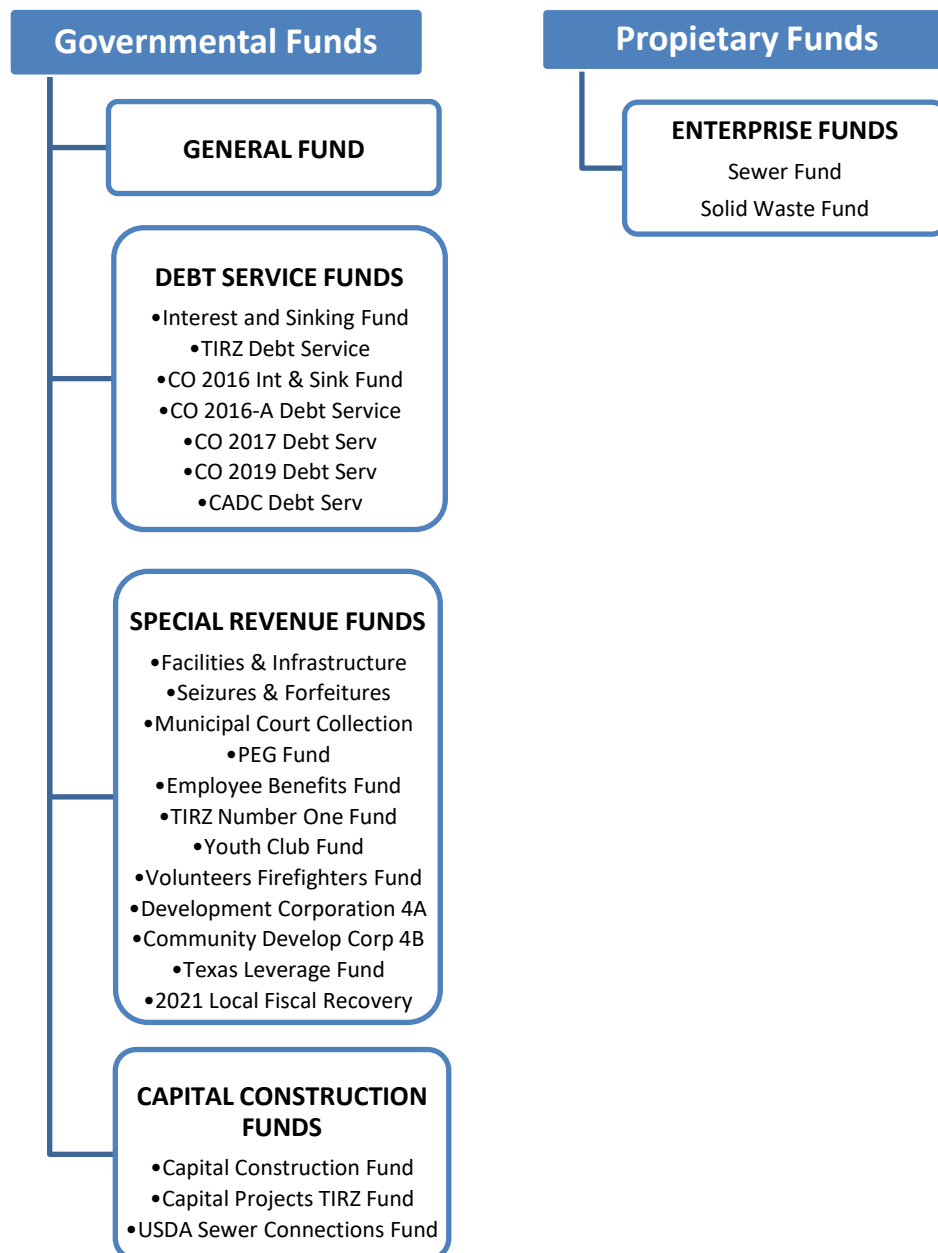 Governmental Funds
GENERAL FUND
DEBT SERVICE FUNDS
•Interest and Sinking Fund
•TIRZ Debt Service
•CO 2016 Int & Sink Fund
•CO 2016-A Debt Service
•CO 2017 Debt Serv
•CO 2019 Debt Serv
•CADC Debt Serv
SPECIAL REVENUE FUNDS
•Facilities & Infrastructure
•Seizures & Forfeitures
•Municipal Court Collection
•PEG Fund
•Employee Benefits Fund
•TIRZ Number One Fund
•Youth Club Fund
•Volunteers Firefighters Fund
•Development Corporation 4A
•Community Develop Corp 4B
•Texas Leverage Fund
•2021 Local Fiscal Recovery
CAPITAL CONSTRUCTION
FUNDS
•Capital Construction Fund
•Capital Projects TIRZ Fund
•USDA Sewer Connections Fund
Propietary Funds
ENTERPRISE FUNDS
Sewer Fund
Solid Waste Fund